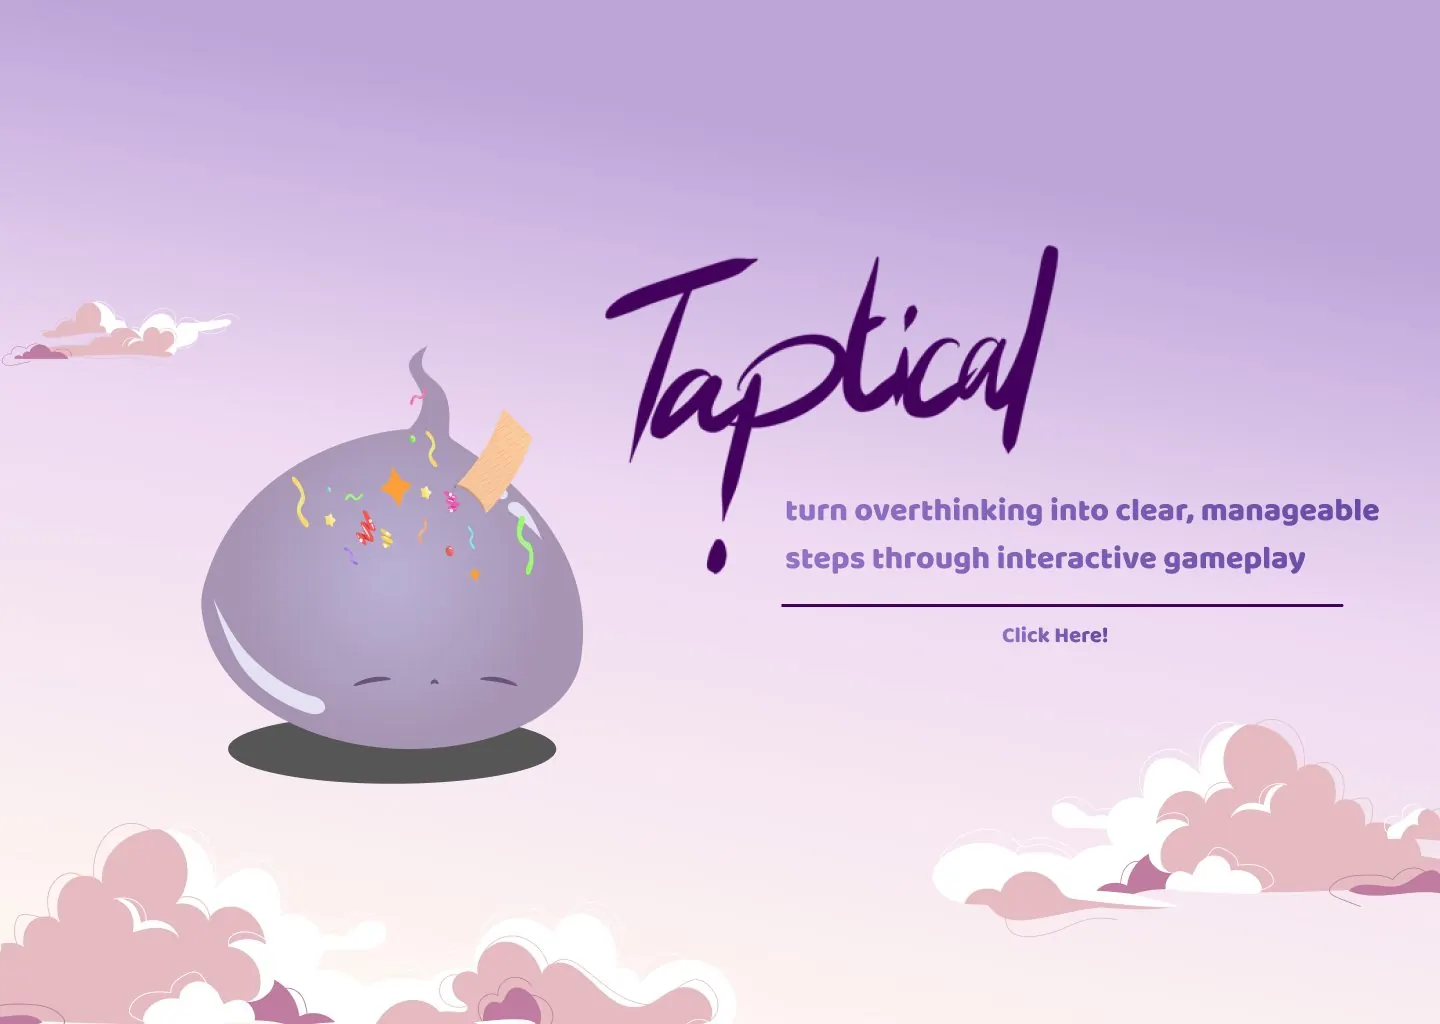 Taptical
turn overthinking into clear, manageable
steps through interactive gameplay
Click Here!